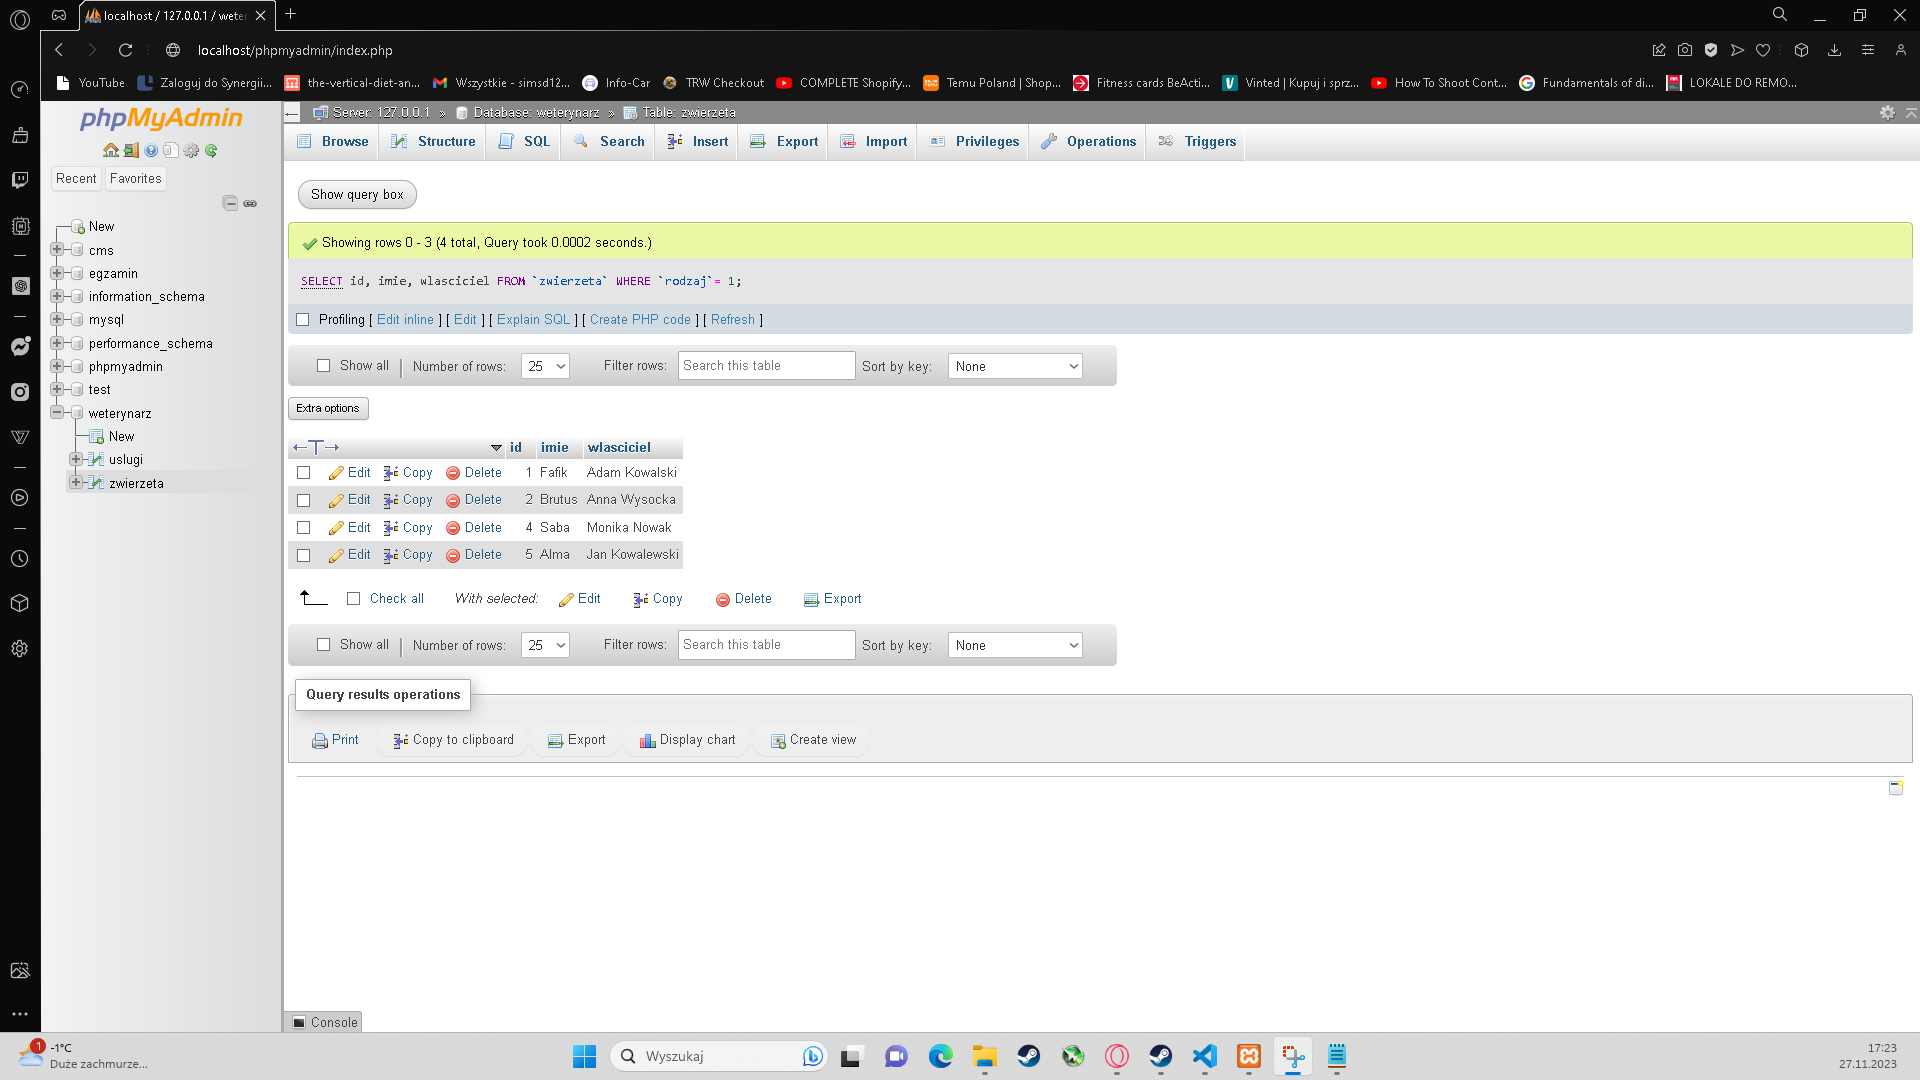 localhost / 127.0.0.1 / weter
localhost/phpmyadmin/index.php
YouTube
Zaloguj do Synergii...
the-vertical-diet-an...
Wszystkie - simsd12...
Info-Car
TRW Checkout
COMPLETE Shopify...
Temu Poland | Shop...
Fitness cards BeActi...
Vinted | Kupuj i sprz...
How To Shoot Cont...
Fundamentals of di...
LOKALE DO REMO...
phpMyAdmin
Recent
Favorites
New
cms
egzamin
information_schema
mysql
performance_schema
phpmyadmin
test
weterynarz
New
uslugi
zwierzeta
Server: 127.0.0.1 » Database: weterynarz » Table: zwierzeta
Browse
Structure
SQL
Search
Insert
Export
Import
Privileges
Operations
Triggers
Show query box
Showing rows 0 - 3 (4 total, Query took 0.0002 seconds.)
SELECT id, imie, wlasciciel FROM `zwierzeta` WHERE `rodzaj`= 1;
Profiling [ Edit inline ] [ Edit ] [ Explain SQL ] [ Create PHP code ] [ Refresh ]
Show all | Number of rows: 25 Filter rows: Search this table Sort by key: None
Extra options
←T→ id imie wlasciciel
Edit Copy Delete 1 Fafik Adam Kowalski
Edit Copy Delete 2 Brutus Anna Wysocka
Edit Copy Delete 4 Saba Monika Nowak
Edit Copy Delete 5 Alma Jan Kowalewski
Check all With selected: Edit Copy Delete Export
Show all | Number of rows: 25 Filter rows: Search this table Sort by key: None
Query results operations
Print Copy to clipboard Export Display chart Create view
Console
1
-1°C
Duże zachmurze...
Wyszukaj
17:23
27.11.2023